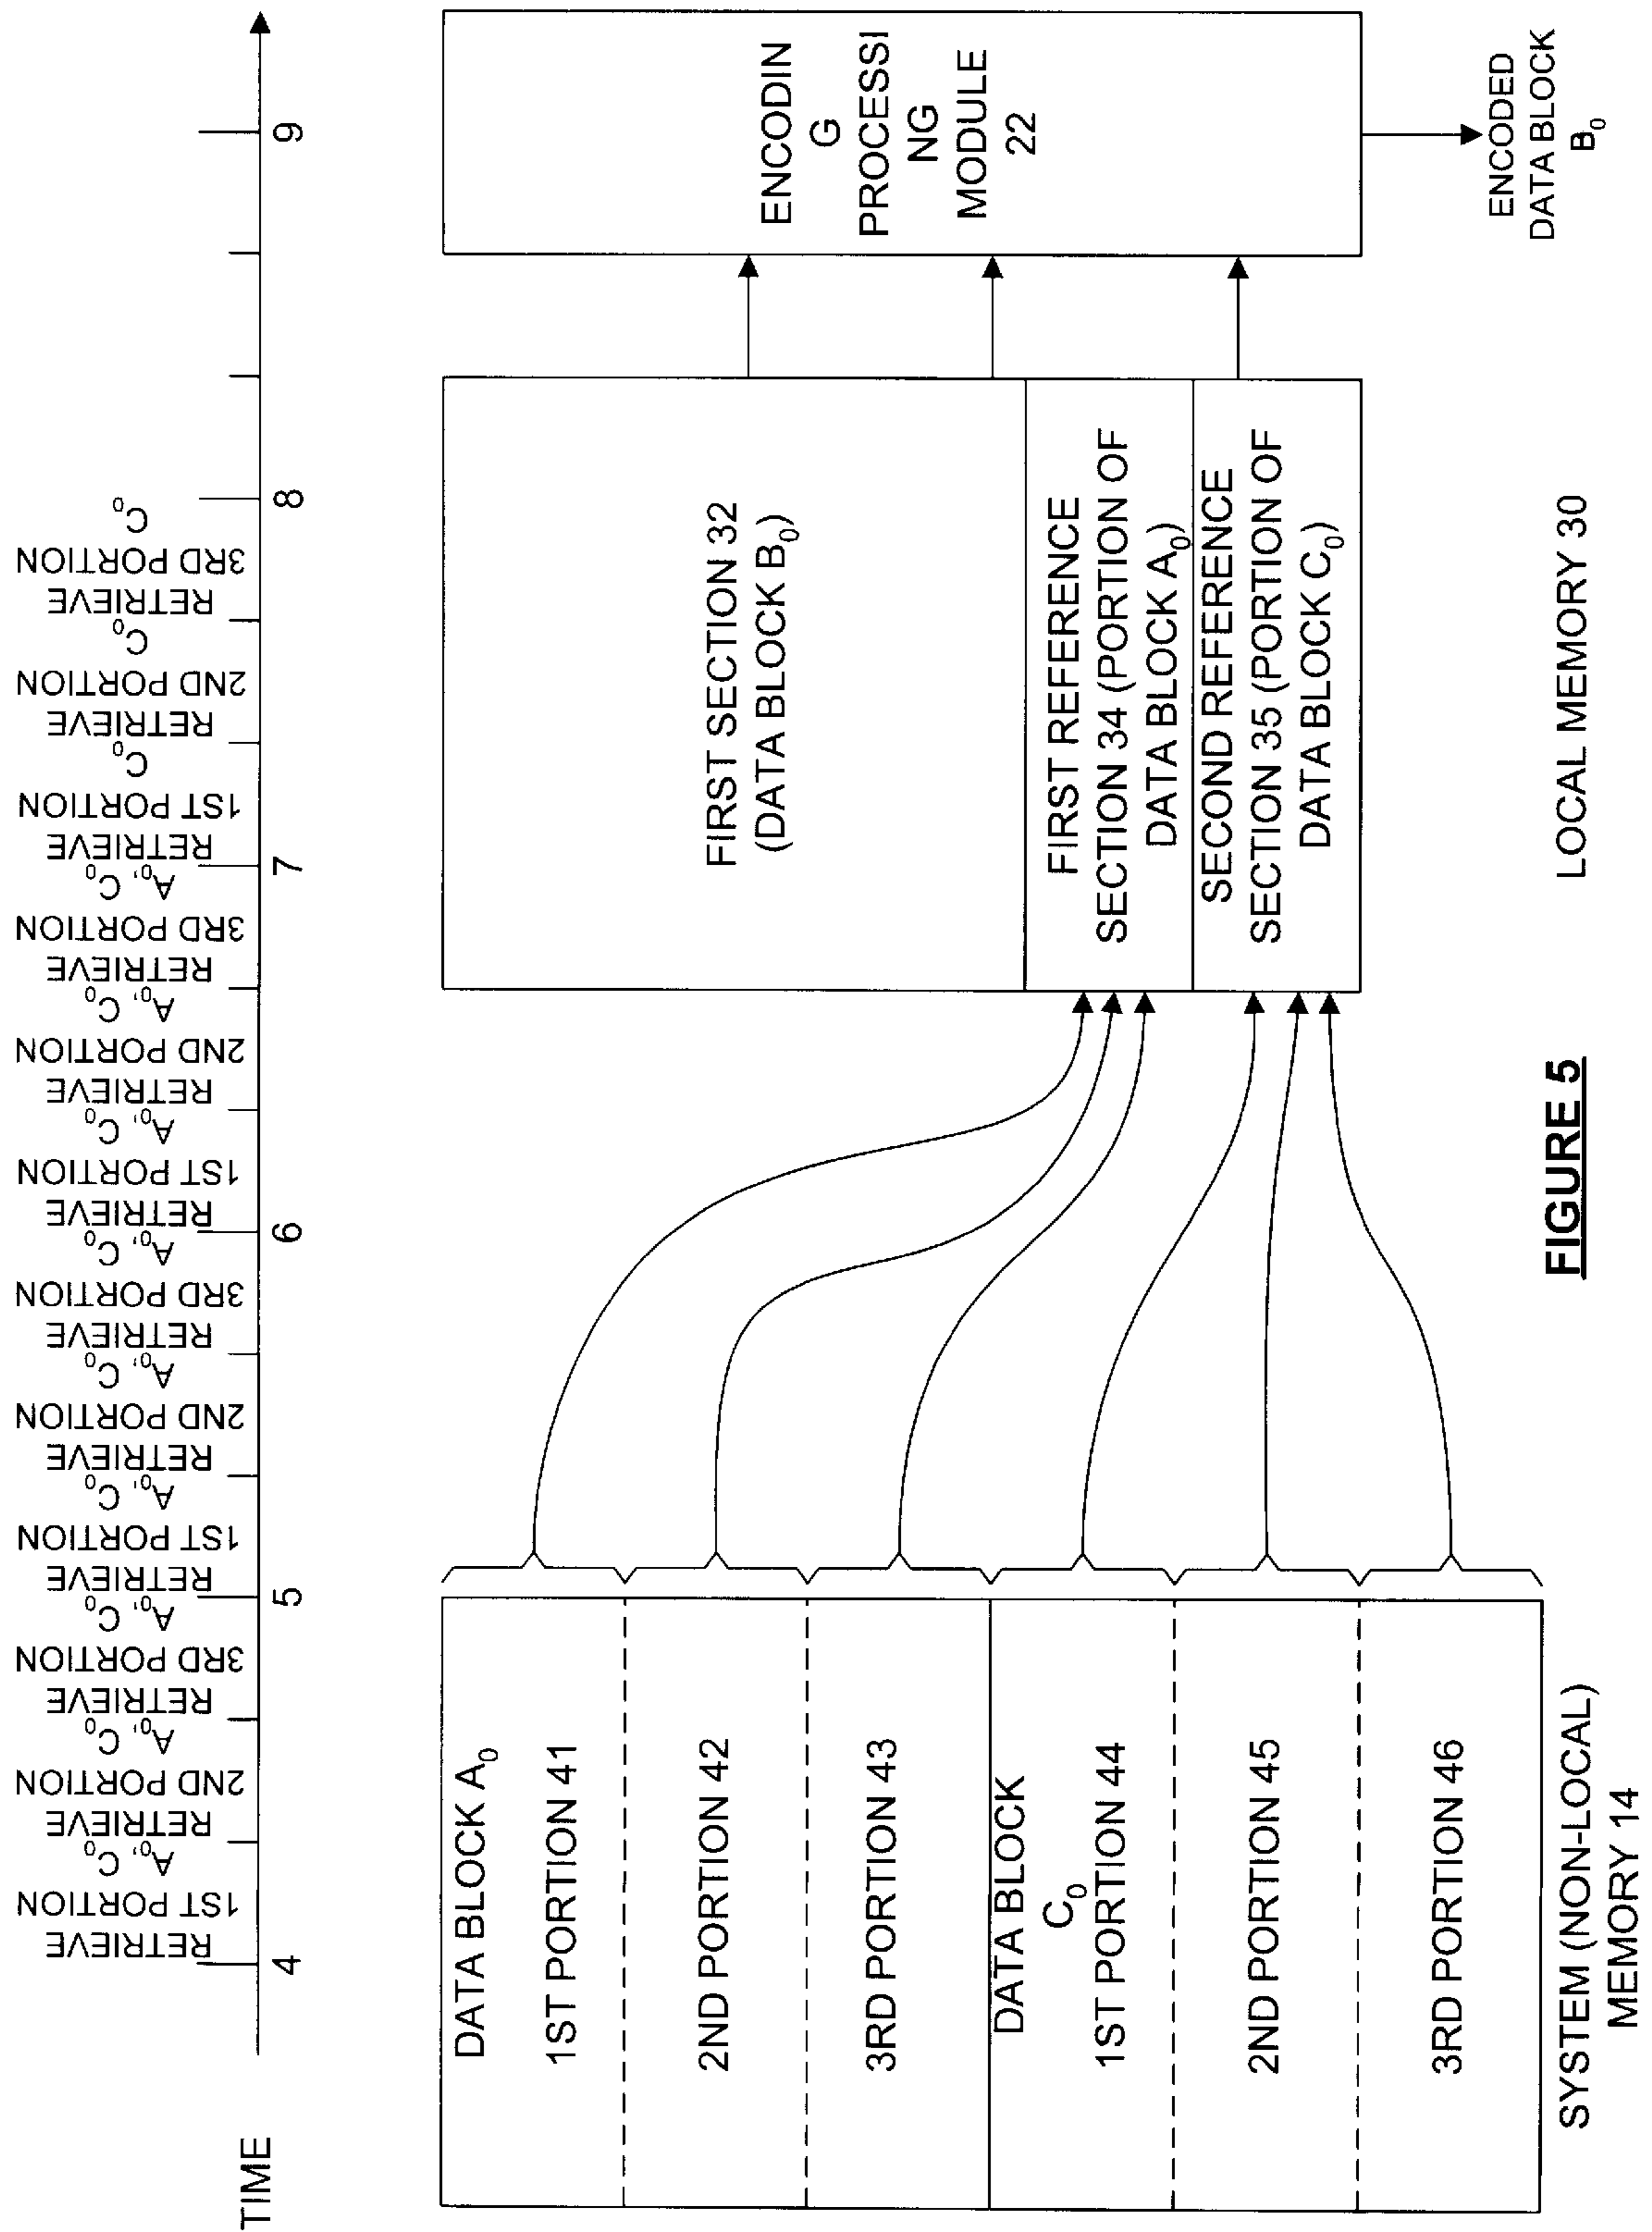 TIME
RETRIEVE
1ST PORTION
A₀, C₀
RETRIEVE
2ND PORTION
A₀, C₀
RETRIEVE
3RD PORTION
A₀, C₀
RETRIEVE
1ST PORTION
A₀, C₀
RETRIEVE
2ND PORTION
A₀, C₀
RETRIEVE
3RD PORTION
A₀, C₀
RETRIEVE
1ST PORTION
A₀, C₀
RETRIEVE
2ND PORTION
A₀, C₀
RETRIEVE
3RD PORTION
A₀, C₀
RETRIEVE
1ST PORTION
C₀
RETRIEVE
2ND PORTION
C₀
RETRIEVE
3RD PORTION
C₀
4
5
6
7
8
9
DATA BLOCK A₀
1ST PORTION 41
2ND PORTION 42
3RD PORTION 43
DATA BLOCK
C₀
1ST PORTION 44
2ND PORTION 45
3RD PORTION 46
SYSTEM (NON-LOCAL)
MEMORY 14
FIRST SECTION 32
(DATA BLOCK B₀)
FIRST REFERENCE
SECTION 34 (PORTION OF
DATA BLOCK A₀)
SECOND REFERENCE
SECTION 35 (PORTION OF
DATA BLOCK C₀)
LOCAL MEMORY 30
ENCODIN
G
PROCESSI
NG
MODULE
22
ENCODED
DATA BLOCK
B₀
FIGURE 5